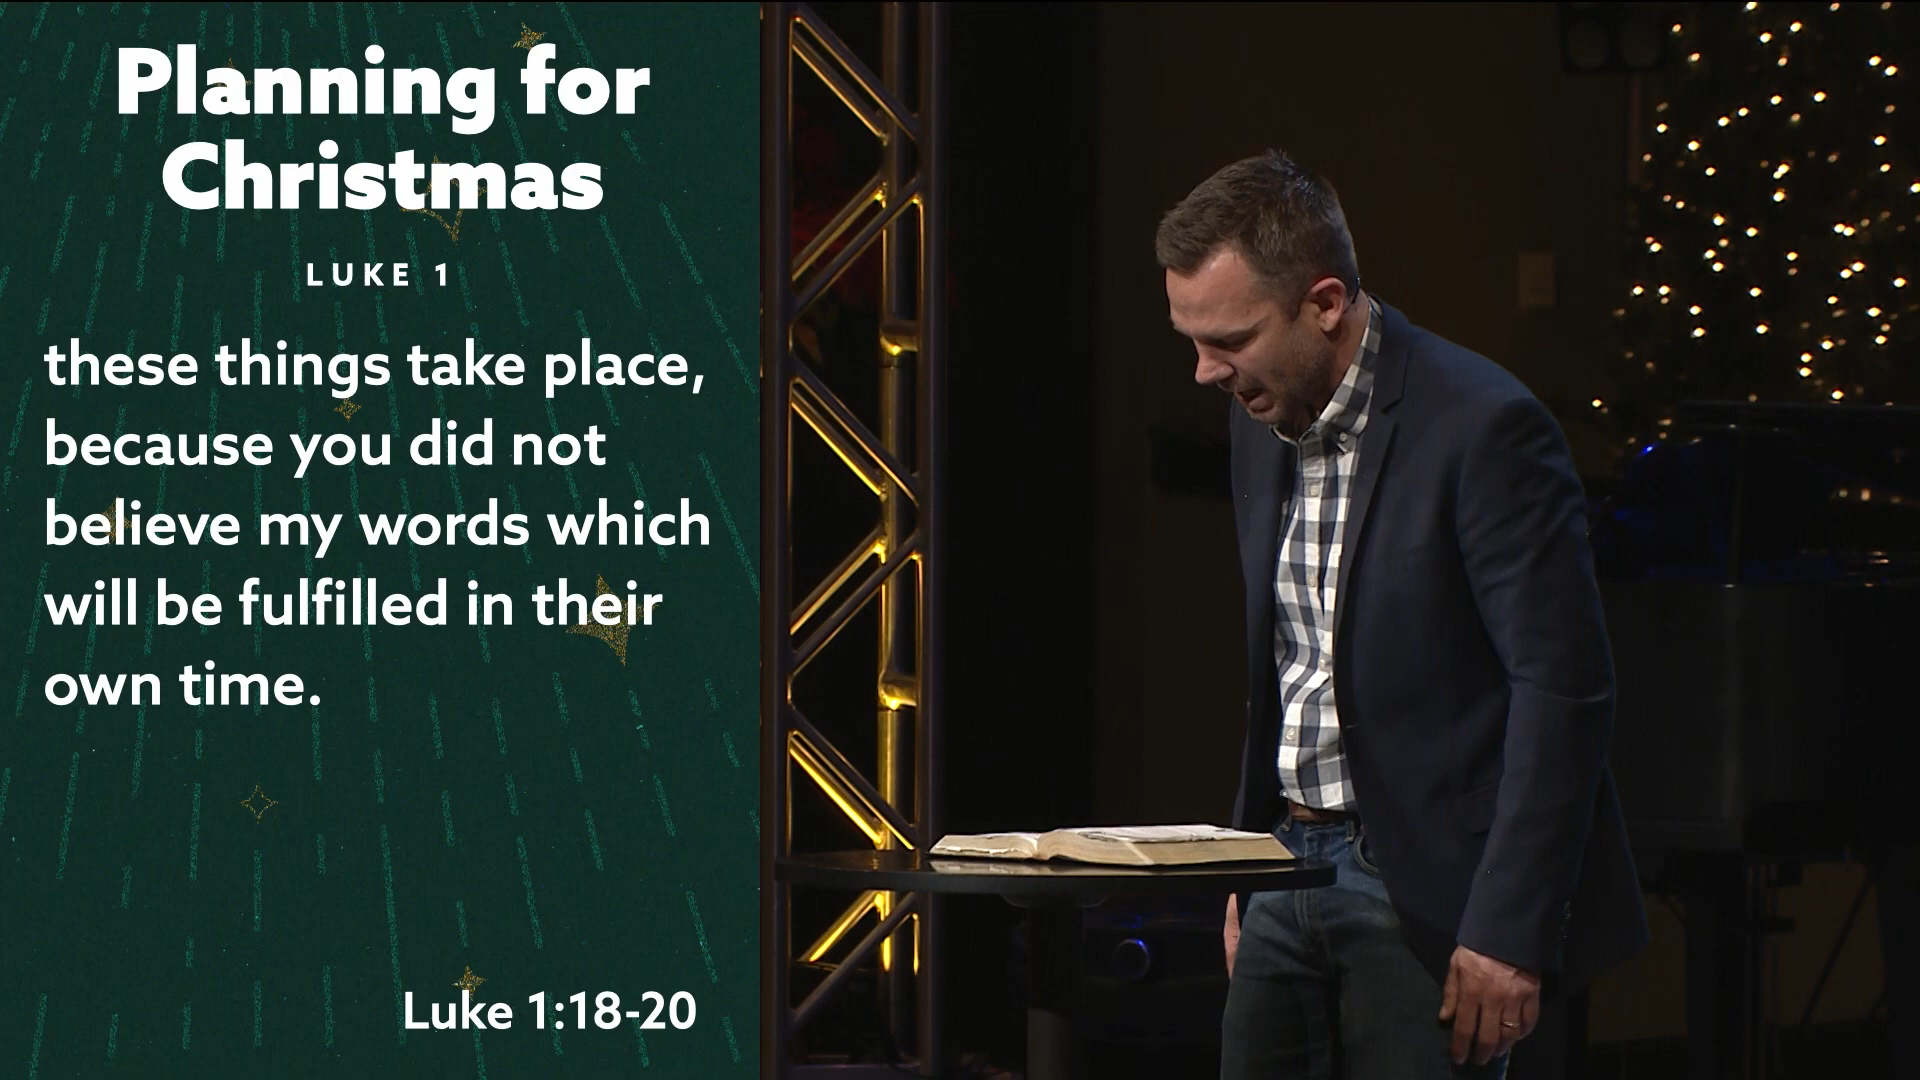 Planning for
Christmas
LUKE 1
these things take place,
because you did not
believe my words which
will be fulfilled in their
own time.
Luke 1:18-20